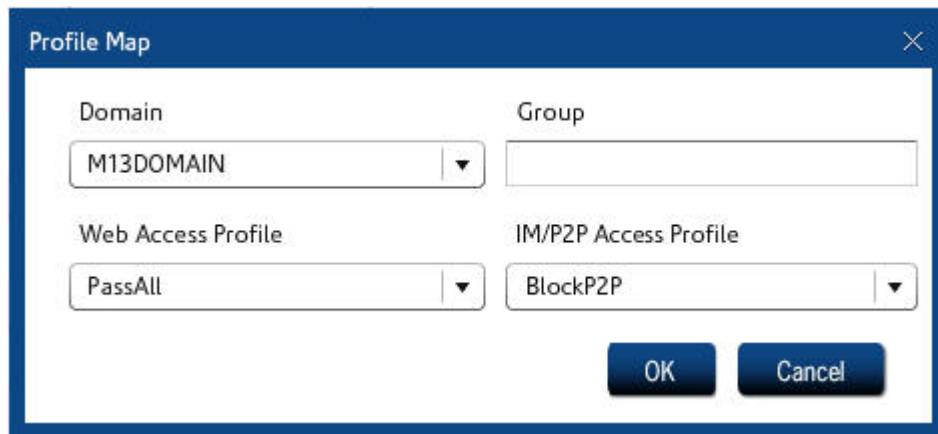 Profile Map
Domain
Group
M13DOMAIN
Web Access Profile
IM/P2P Access Profile
PassAll
BlockP2P
OK
Cancel